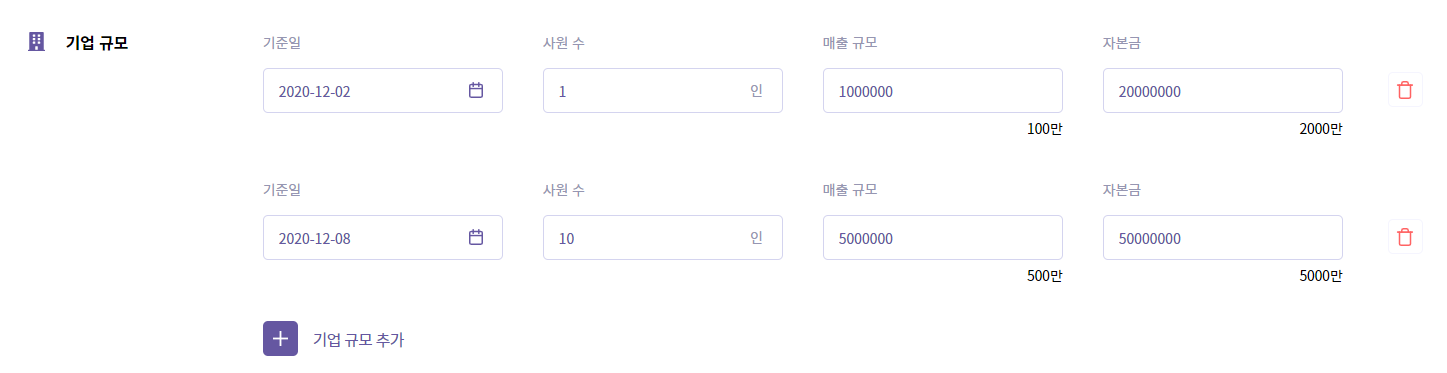 기업 규모
기준일 사원 수 매출 규모 자본금
2020-12-02 1 인 1000000 20000000
100만 2000만
기준일 사원 수 매출 규모 자본금
2020-12-08 10 인 5000000 50000000
500만 5000만
기업 규모 추가